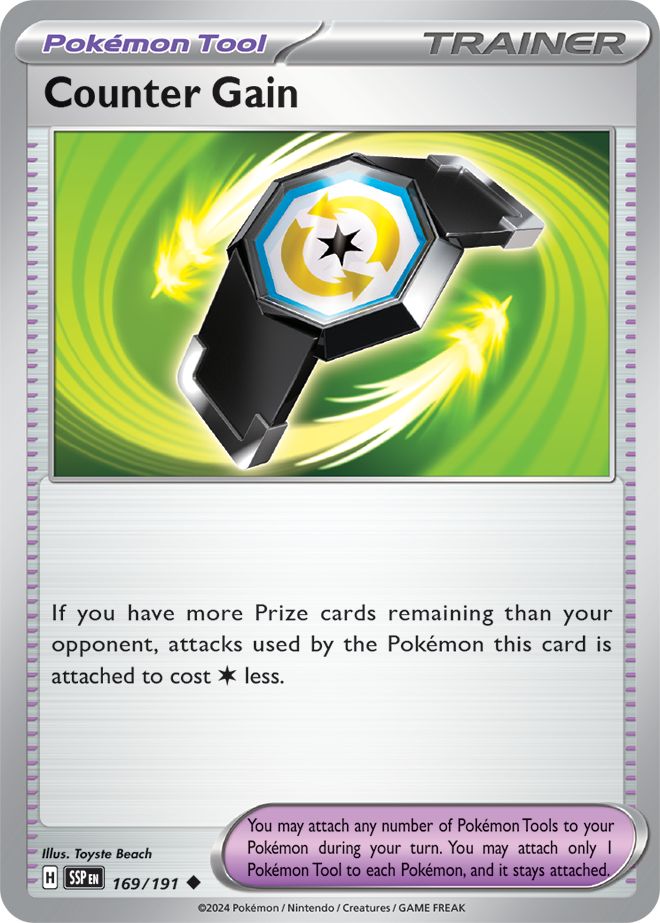 Pokémon Tool
TRAINER
Counter Gain
If you have more Prize cards remaining than your
opponent, attacks used by the Pokémon this card is
attached to cost ✴ less.
You may attach any number of Pokémon Tools to your
Pokémon during your turn. You may attach only 1
Pokémon Tool to each Pokémon, and it stays attached.
Illus. Toyste Beach
H SSP EN 169/191 ◆
©2024 Pokémon / Nintendo / Creatures / GAME FREAK